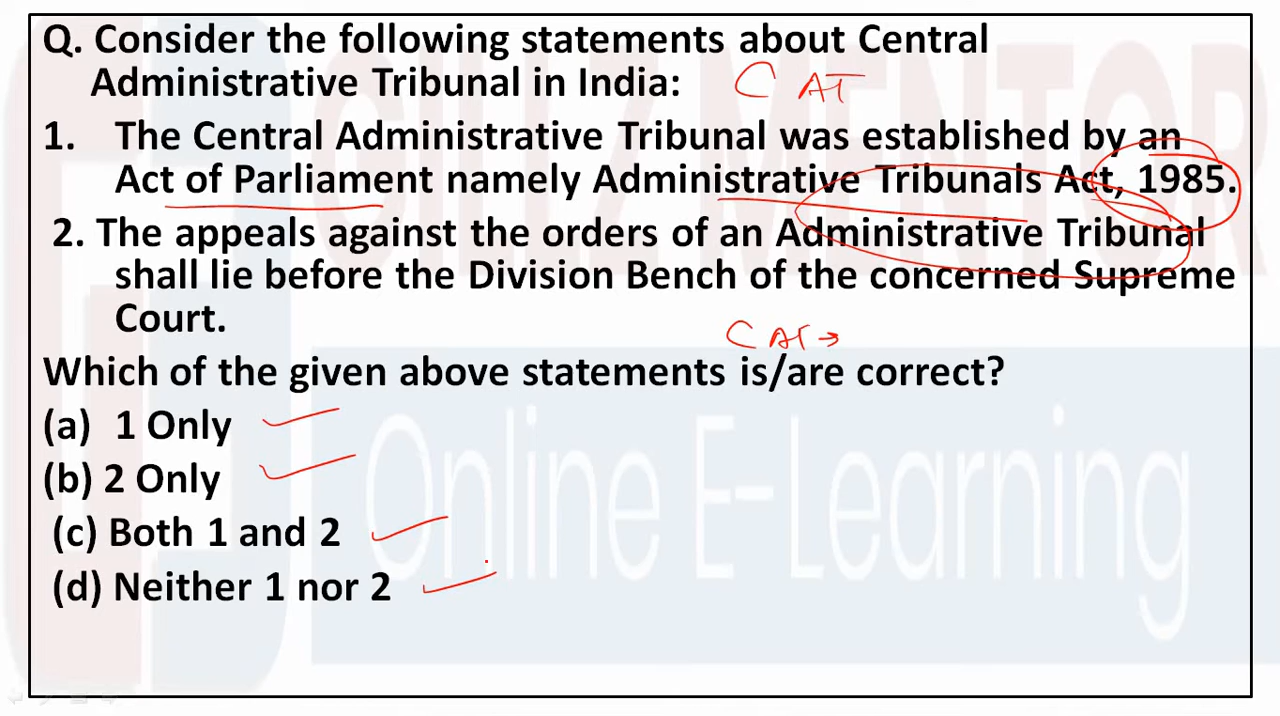 Q. Consider the following statements about Central
Administrative Tribunal in India: CAT
1. The Central Administrative Tribunal was established by an
Act of Parliament namely Administrative Tribunals Act, 1985.
2. The appeals against the orders of an Administrative Tribunal
shall lie before the Division Bench of the concerned Supreme
Court.
CAT→
Which of the given above statements is/are correct?
(a) 1 Only
(b) 2 Only
(c) Both 1 and 2
(d) Neither 1 nor 2
Online E-Learning